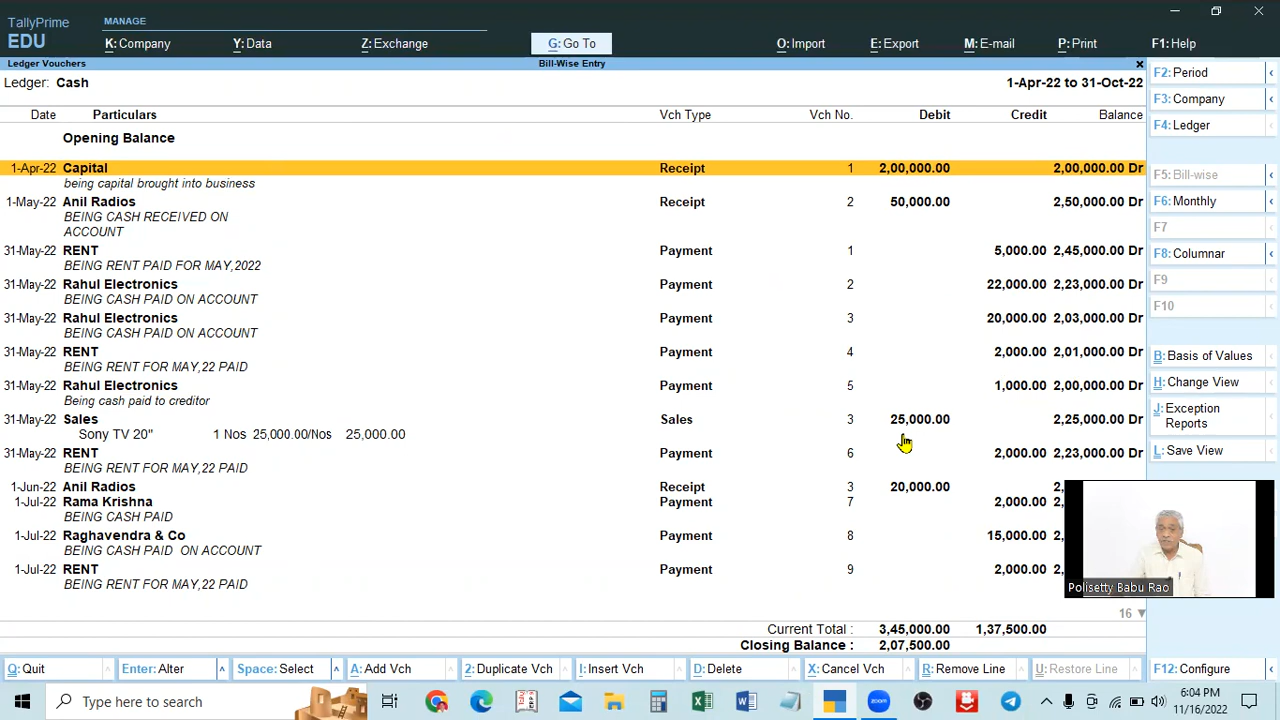 TallyPrime
EDU
MANAGE
K: Company Y: Data Z: Exchange G: Go To O: Import E: Export M: E-mail P: Print F1: Help
Ledger Vouchers Bill-Wise Entry
Ledger: Cash 1-Apr-22 to 31-Oct-22
Date Particulars Vch Type Vch No. Debit Credit Balance
Opening Balance
1-Apr-22 Capital Receipt 1 2,00,000.00 2,00,000.00 Dr
being capital brought into business
1-May-22 Anil Radios Receipt 2 50,000.00 2,50,000.00 Dr
BEING CASH RECEIVED ON
ACCOUNT
31-May-22 RENT Payment 1 5,000.00 2,45,000.00 Dr
BEING RENT PAID FOR MAY,2022
31-May-22 Rahul Electronics Payment 2 22,000.00 2,23,000.00 Dr
BEING CASH PAID ON ACCOUNT
31-May-22 Rahul Electronics Payment 3 20,000.00 2,03,000.00 Dr
BEING CASH PAID ON ACCOUNT
31-May-22 RENT Payment 4 2,000.00 2,01,000.00 Dr
BEING RENT FOR MAY,22 PAID
31-May-22 Rahul Electronics Payment 5 1,000.00 2,00,000.00 Dr
Being cash paid to creditor
31-May-22 Sales Sales 3 25,000.00 2,25,000.00 Dr
Sony TV 20" 1 Nos 25,000.00/Nos 25,000.00
31-May-22 RENT Payment 6 2,000.00 2,23,000.00 Dr
BEING RENT FOR MAY,22 PAID
1-Jun-22 Anil Radios Receipt 3 20,000.00
1-Jul-22 Rama Krishna Payment 7 2,000.00
BEING CASH PAID
1-Jul-22 Raghavendra & Co Payment 8 15,000.00
BEING CASH PAID ON ACCOUNT
1-Jul-22 RENT Payment 9 2,000.00
BEING RENT FOR MAY,22 PAID
16
Current Total : 3,45,000.00 1,37,500.00
Closing Balance : 2,07,500.00
F2: Period
F3: Company
F4: Ledger
F5: Bill-wise
F6: Monthly
F7
F8: Columnar
F9
F10
B: Basis of Values
H: Change View
J: Exception
Reports
L: Save View
Polisetty Babu Rao
Q: Quit Enter: Alter Space: Select A: Add Vch 2: Duplicate Vch I: Insert Vch D: Delete X: Cancel Vch R: Remove Line U: Restore Line F12: Configure
Type here to search
zoom
6:04 PM
11/16/2022